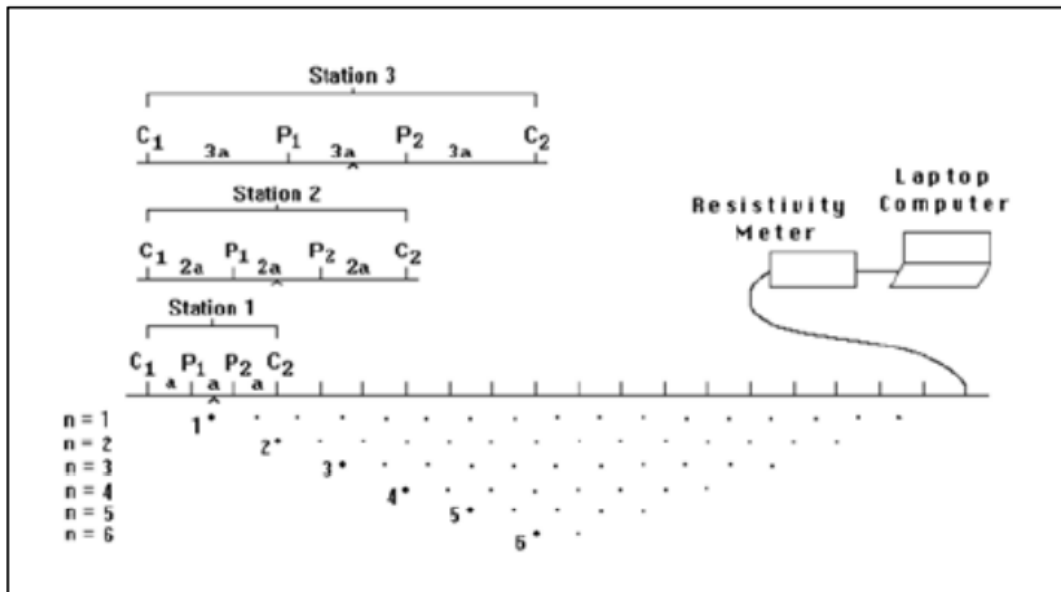 Station 3
C1 P1 P2 C2
3a 3a 3a
Station 2
C1 P1 P2 C2
2a 2a 2a
Station 1
C1 P1 P2 C2
a a a
Resistivity
Meter
Laptop
Computer
n = 1 1
n = 2 2
n = 3 3
n = 4 4
n = 5 5
n = 6 6